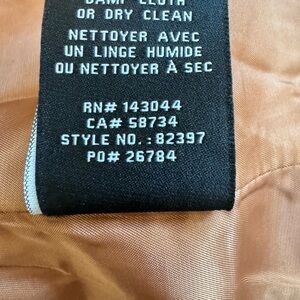 DAMP CLOTH
OR DRY CLEAN
NETTOYER AVEC
UN LINGE HUMIDE
OU NETTOYER À SEC
RN# 143044
CA# 58734
STYLE NO. : 82397
PO# 26784